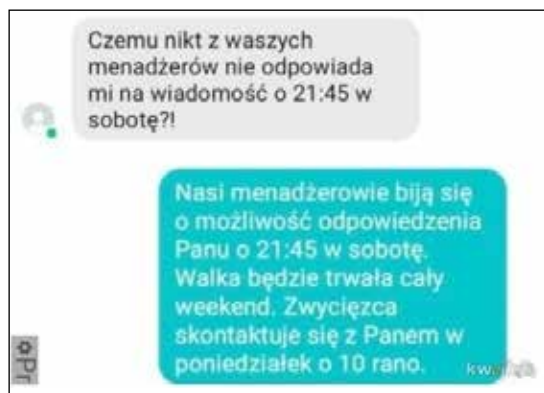 Czemu nikt z waszych
menadżerów nie odpowiada
mi na wiadomość o 21:45 w
sobotę?!
Nasi menadżerowie biją się
o możliwość odpowiedzenia
Panu o 21:45 w sobotę.
Walka będzie trwała cały
weekend. Zwycięzca
skontaktuje się z Panem w
poniedziałek o 10 rano.